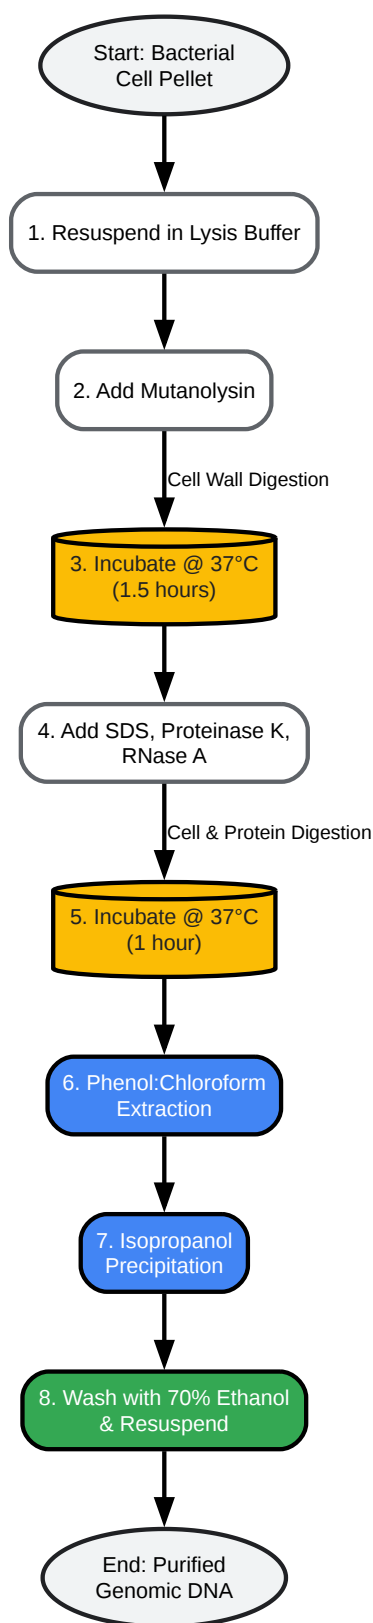 Start: Bacterial
Cell Pellet
1. Resuspend in Lysis Buffer
2. Add Mutanolysin
Cell Wall Digestion
3. Incubate @ 37°C
(1.5 hours)
4. Add SDS, Proteinase K,
RNase A
Cell & Protein Digestion
5. Incubate @ 37°C
(1 hour)
6. Phenol:Chloroform
Extraction
7. Isopropanol
Precipitation
8. Wash with 70% Ethanol
& Resuspend
End: Purified
Genomic DNA